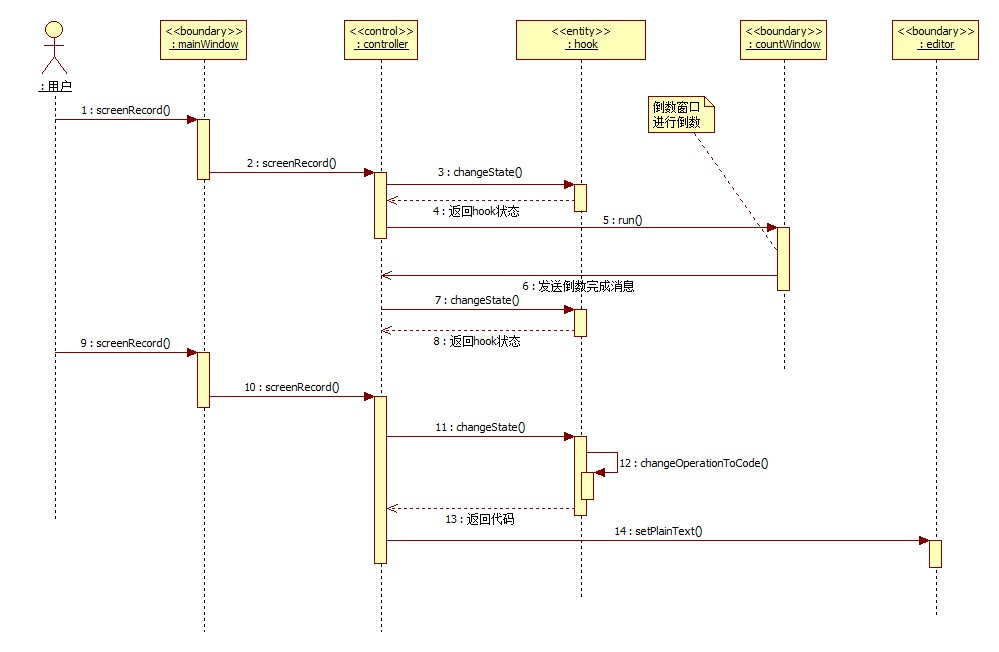 <<boundary>>
: mainWindow
<<control>>
: controller
<<entity>>
: hook
<<boundary>>
: countWindow
<<boundary>>
: editor
: 用户
倒数窗口
进行倒数
1 : screenRecord()
2 : screenRecord()
3 : changeState()
4 : 返回hook状态
5 : run()
6 : 发送倒数完成消息
7 : changeState()
8 : 返回hook状态
9 : screenRecord()
10 : screenRecord()
11 : changeState()
12 : changeOperationToCode()
13 : 返回代码
14 : setPlainText()